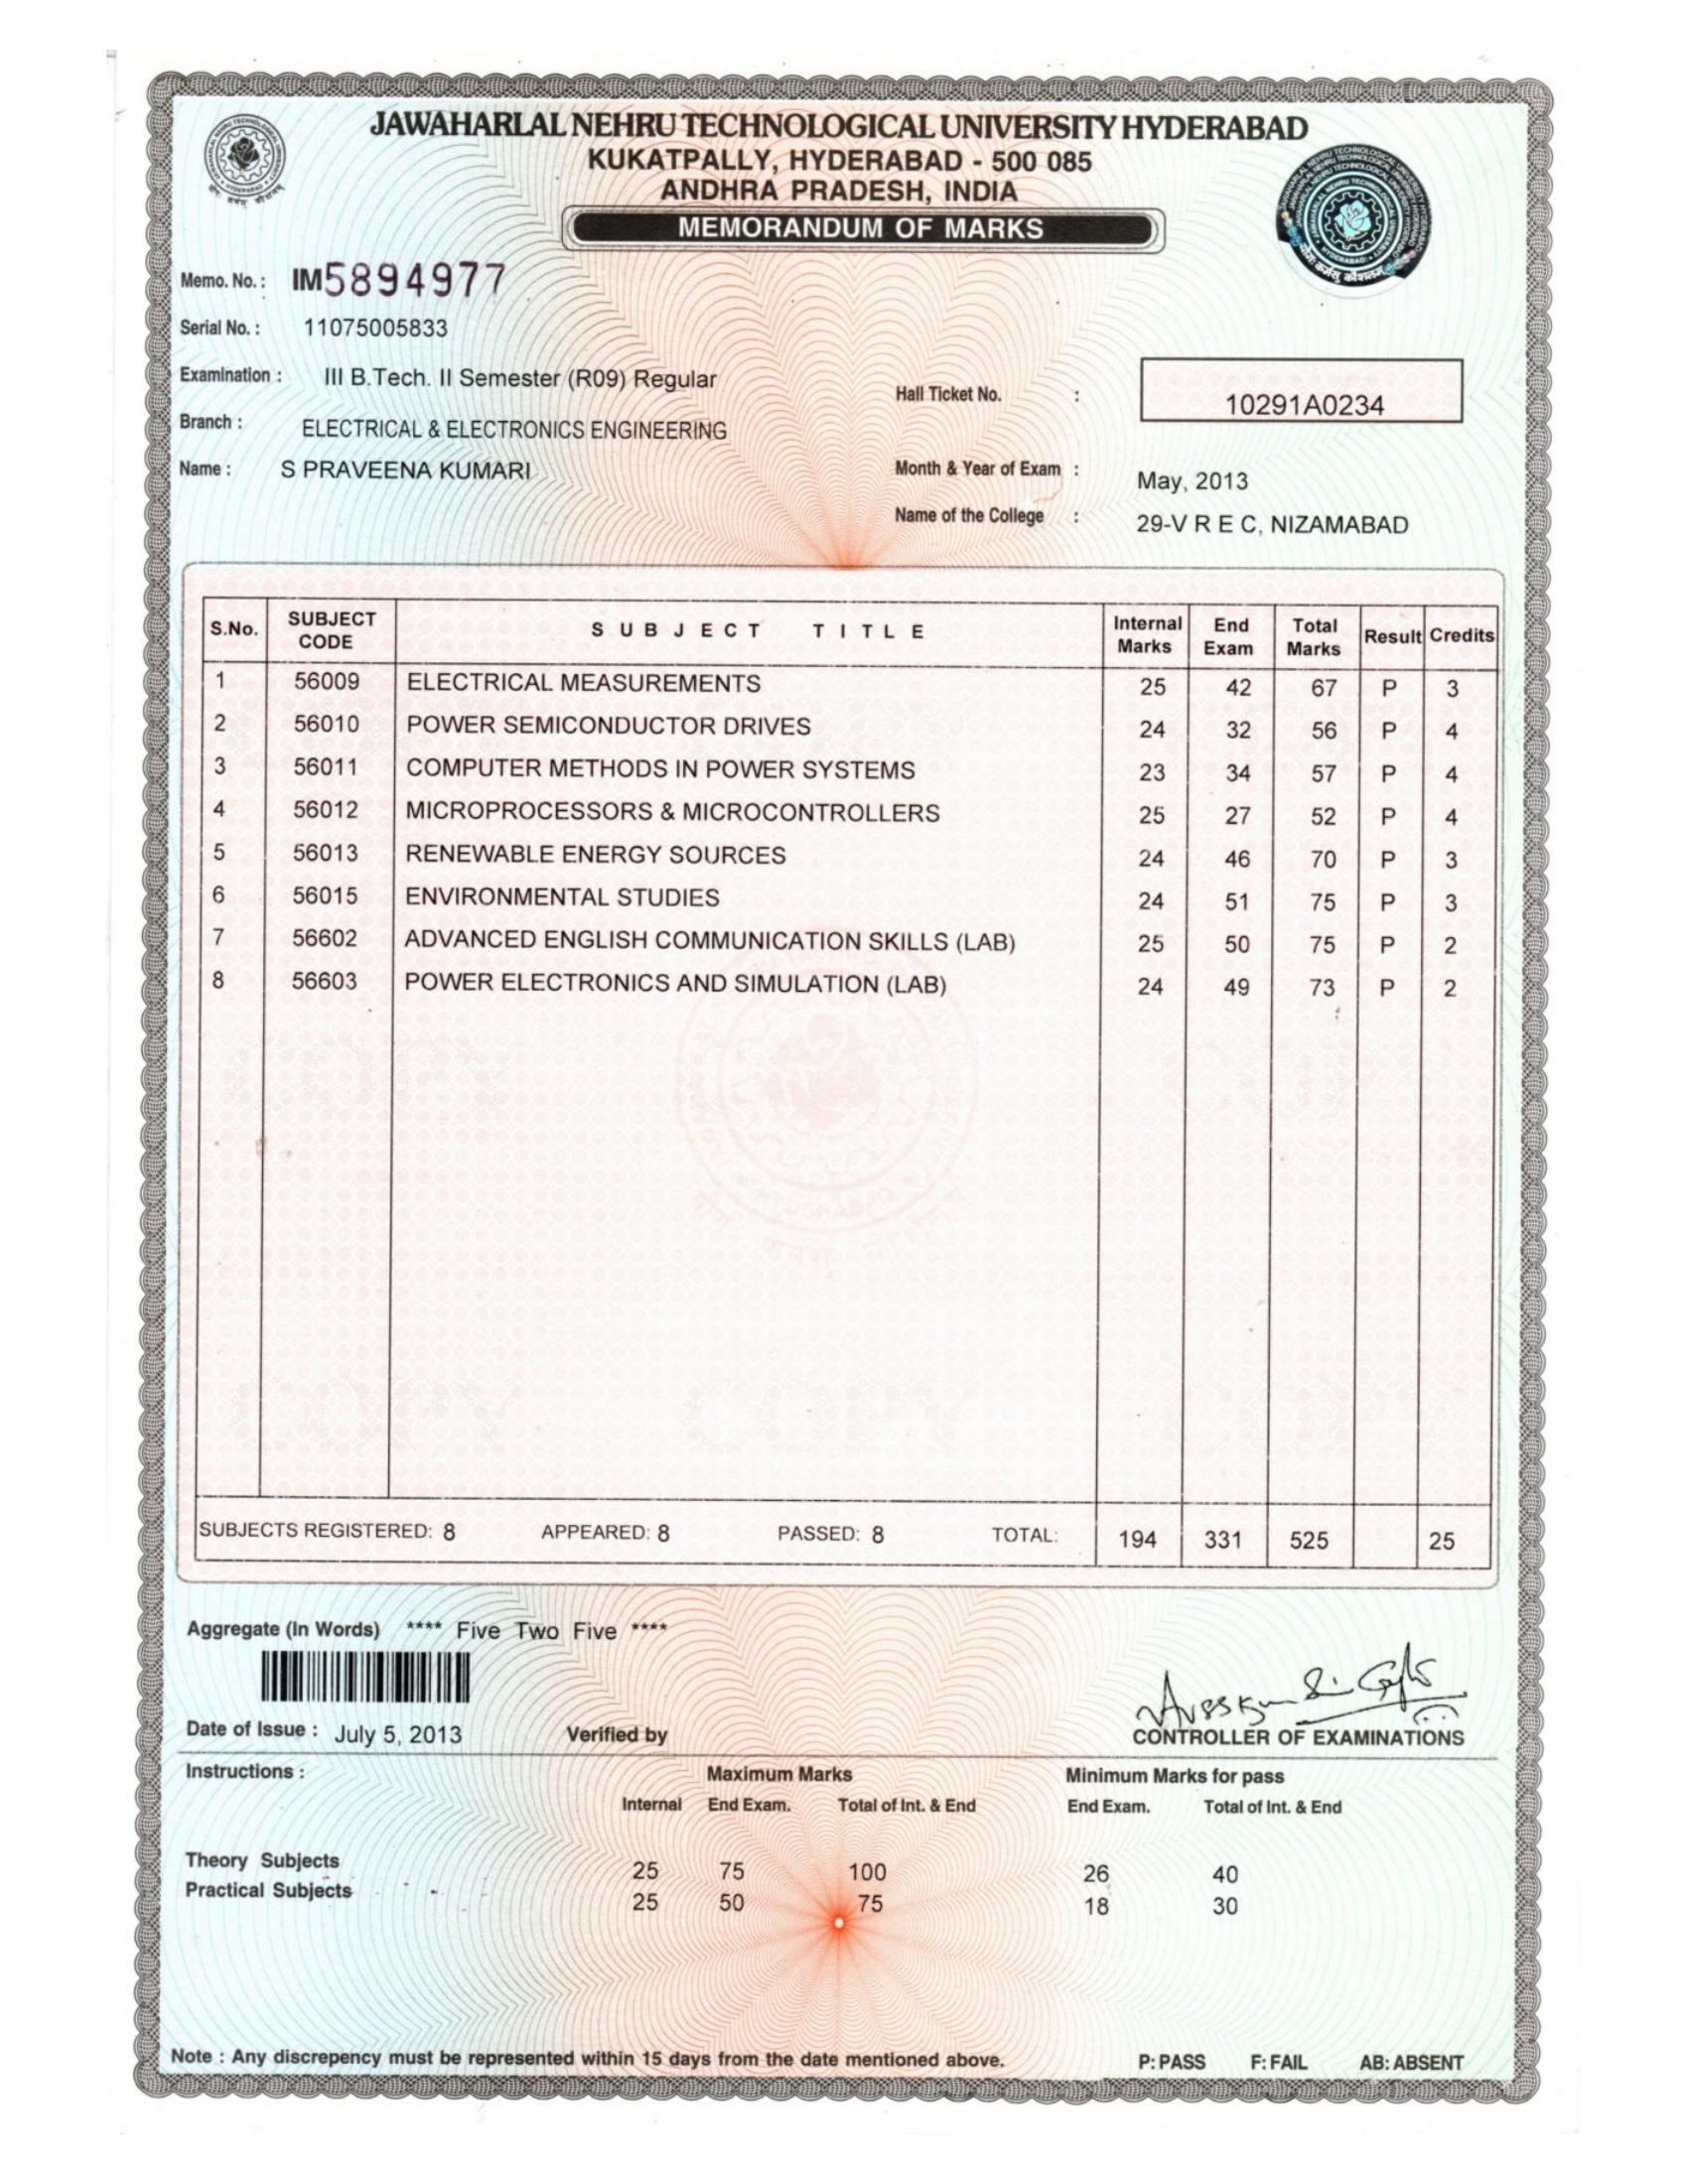 JAWAHARLAL NEHRU TECHNOLOGICAL UNIVERSITY HYDERABAD
KUKATPALLY, HYDERABAD - 500 085
ANDHRA PRADESH, INDIA
MEMORANDUM OF MARKS
Memo. No. : IM5894977
Serial No. : 11075005833
Examination : III B.Tech. II Semester (R09) Regular
Hall Ticket No. : 10291A0234
Branch : ELECTRICAL & ELECTRONICS ENGINEERING
Name : S PRAVEENA KUMARI
Month & Year of Exam : May, 2013
Name of the College : 29-V R E C, NIZAMABAD
S.No. SUBJECT CODE SUBJECT TITLE Internal Marks End Exam Total Marks Result Credits
1 56009 ELECTRICAL MEASUREMENTS 25 42 67 P 3
2 56010 POWER SEMICONDUCTOR DRIVES 24 32 56 P 4
3 56011 COMPUTER METHODS IN POWER SYSTEMS 23 34 57 P 4
4 56012 MICROPROCESSORS & MICROCONTROLLERS 25 27 52 P 4
5 56013 RENEWABLE ENERGY SOURCES 24 46 70 P 3
6 56015 ENVIRONMENTAL STUDIES 24 51 75 P 3
7 56602 ADVANCED ENGLISH COMMUNICATION SKILLS (LAB) 25 50 75 P 2
8 56603 POWER ELECTRONICS AND SIMULATION (LAB) 24 49 73 P 2
SUBJECTS REGISTERED: 8 APPEARED: 8 PASSED: 8 TOTAL: 194 331 525 25
Aggregate (In Words) **** Five Two Five ****
Date of Issue : July 5, 2013 Verified by CONTROLLER OF EXAMINATIONS
Instructions : Maximum Marks Minimum Marks for pass
Internal End Exam. Total of Int. & End End Exam. Total of Int. & End
Theory Subjects 25 75 100 26 40
Practical Subjects 25 50 75 18 30
Note : Any discrepency must be represented within 15 days from the date mentioned above. P: PASS F: FAIL AB: ABSENT